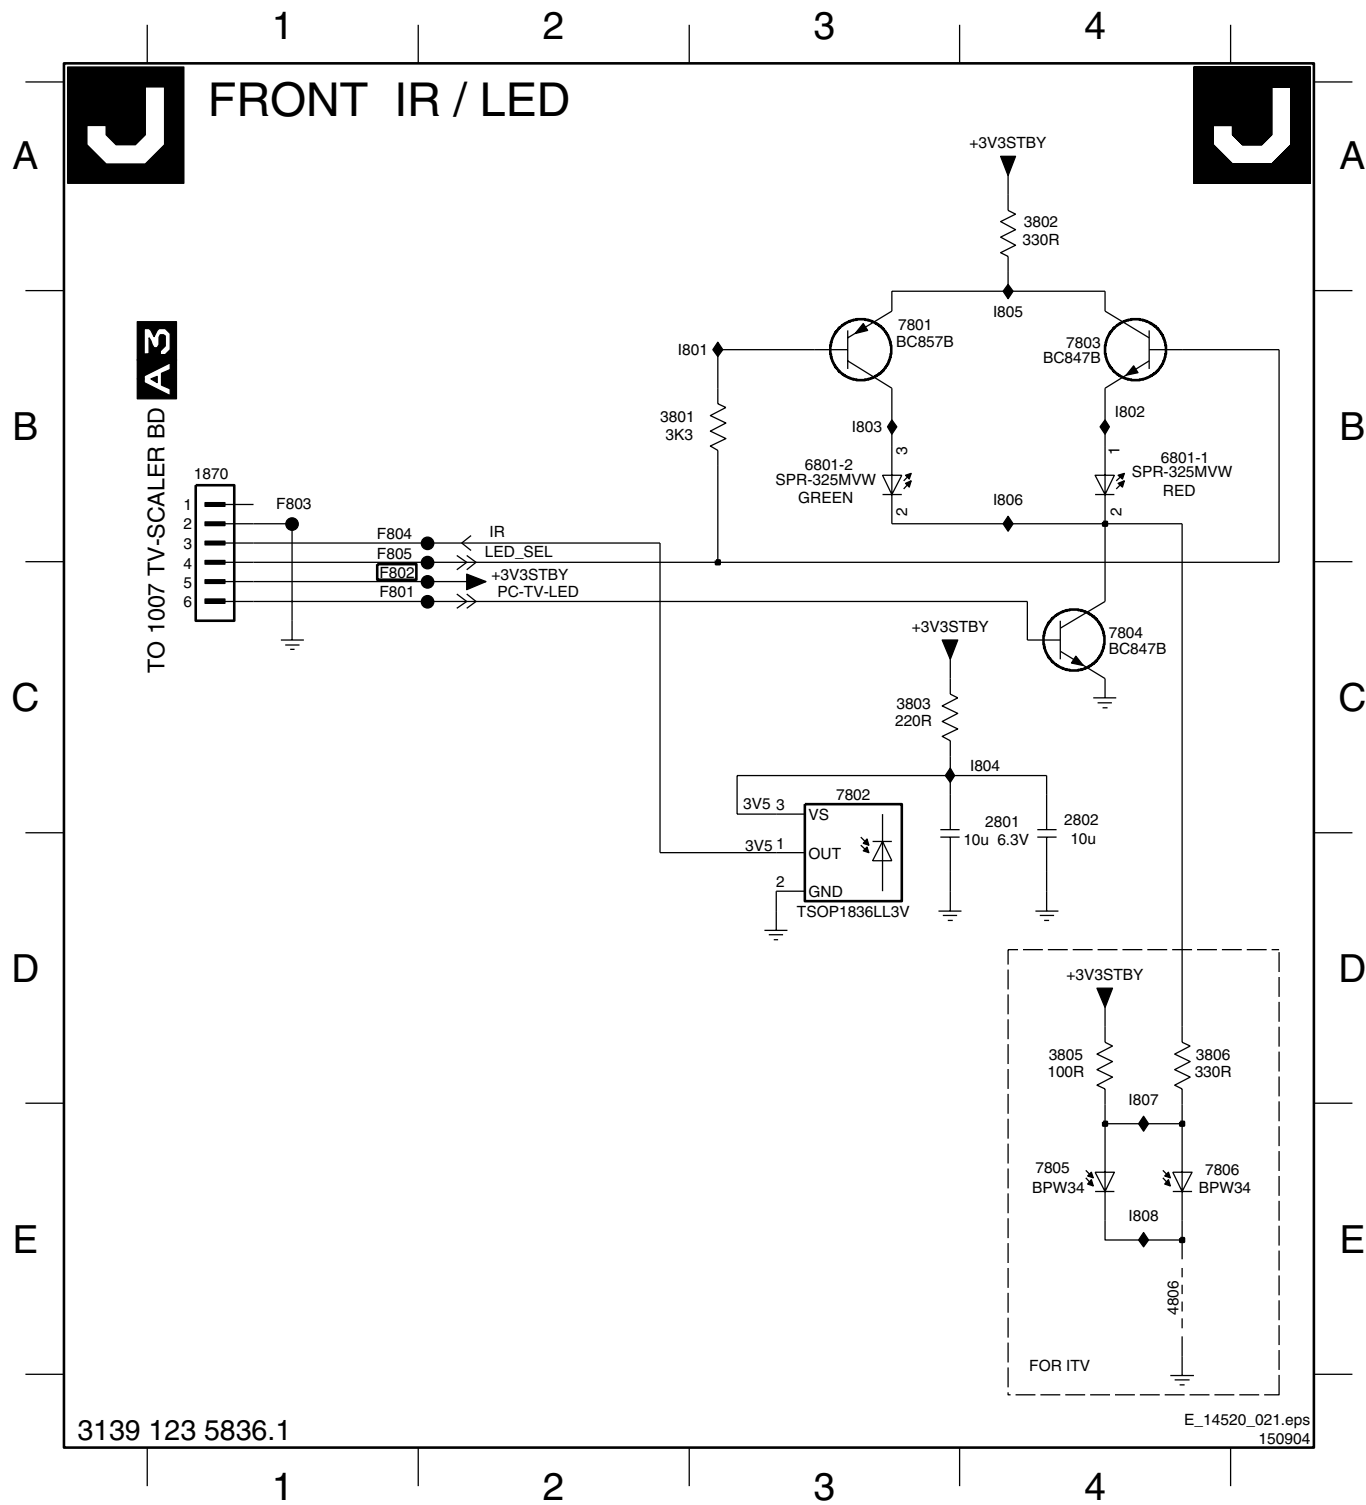 1 2 3 4
J FRONT IR / LED J
A A
+3V3STBY
3802
330R
I805
7801
BC857B
7803
BC847B
I801
A3
TO 1007 TV-SCALER BD
3801
3K3
I803
I802
B B
3
1
6801-2
SPR-325MVW
GREEN
6801-1
SPR-325MVW
RED
2
2
I806
1870
1
2
3
4
5
6
F803
F804
IR
F805
LED_SEL
F802
+3V3STBY
F801
PC-TV-LED
+3V3STBY
7804
BC847B
C C
3803
220R
I804
7802
3V5 3
VS
3V5 1
OUT
2
GND
TSOP1836LL3V
2801
10u 6.3V
2802
10u
D D
+3V3STBY
3805
100R
3806
330R
I807
7805
BPW34
7806
BPW34
I808
E E
4806
FOR ITV
3139 123 5836.1
E_14520_021.eps
150904
1 2 3 4